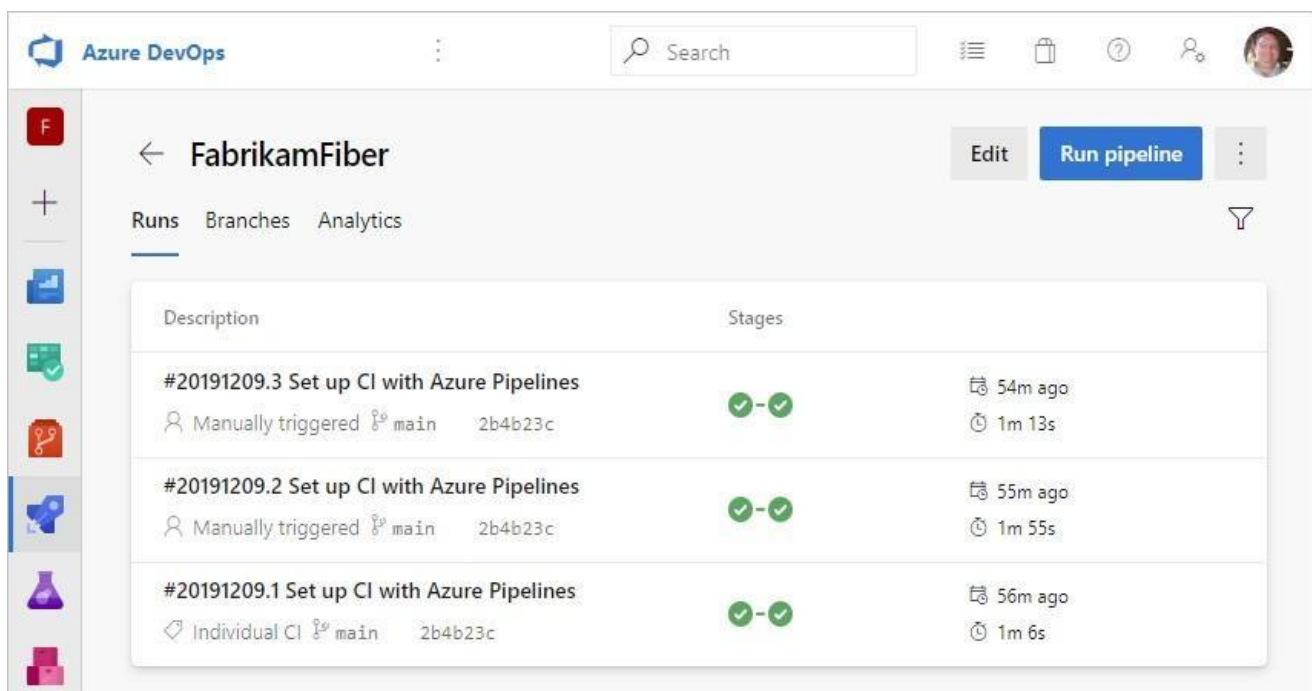 Azure DevOps
Search
F
FabrikamFiber
Edit
Run pipeline
Runs Branches Analytics
Description Stages
#20191209.3 Set up CI with Azure Pipelines
54m ago
Manually triggered main 2b4b23c
1m 13s
#20191209.2 Set up CI with Azure Pipelines
55m ago
Manually triggered main 2b4b23c
1m 55s
#20191209.1 Set up CI with Azure Pipelines
56m ago
Individual CI main 2b4b23c
1m 6s